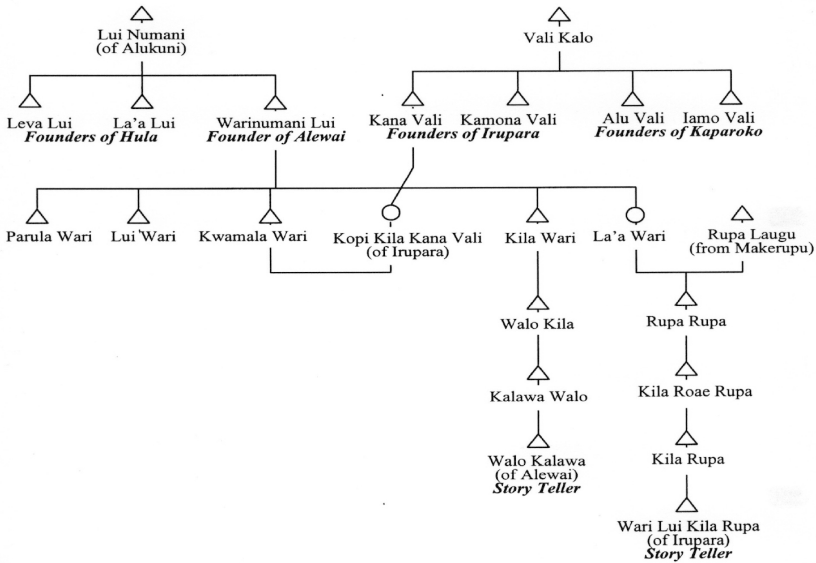 Lui Numani
(of Alukuni)
Vali Kalo
Leva Lui
La'a Lui
Founders of Hula
Warinumani Lui
Founder of Alewai
Kana Vali
Kamona Vali
Founders of Irupara
Alu Vali
Iamo Vali
Founders of Kaparoko
Parula Wari
Lui Wari
Kwamala Wari
Kopi Kila Kana Vali
(of Irupara)
Kila Wari
La'a Wari
Rupa Laugu
(from Makerupu)
Walo Kila
Rupa Rupa
Kalawa Walo
Kila Roae Rupa
Walo Kalawa
(of Alewai)
Story Teller
Kila Rupa
Wari Lui Kila Rupa
(of Irupara)
Story Teller